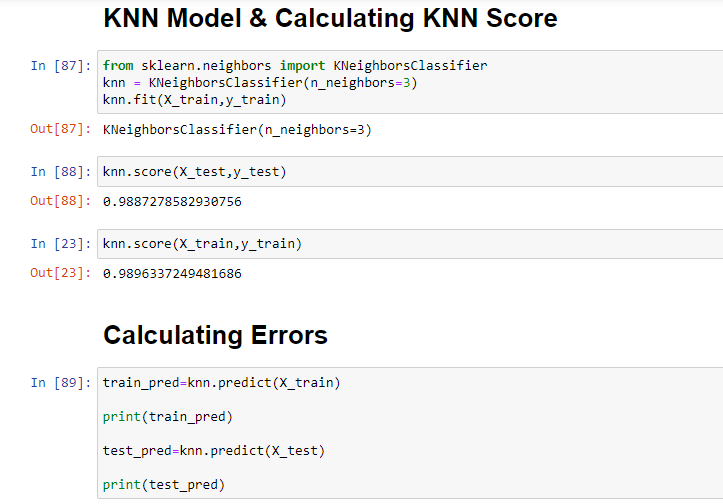 KNN Model & Calculating KNN Score
In [87]: from sklearn.neighbors import KNeighborsClassifier
knn = KNeighborsClassifier(n_neighbors=3)
knn.fit(X_train,y_train)
Out[87]: KNeighborsClassifier(n_neighbors=3)
In [88]: knn.score(X_test,y_test)
Out[88]: 0.9887278582930756
In [23]: knn.score(X_train,y_train)
Out[23]: 0.9896337249481686
Calculating Errors
In [89]: train_pred=knn.predict(X_train)
print(train_pred)
test_pred=knn.predict(X_test)
print(test_pred)